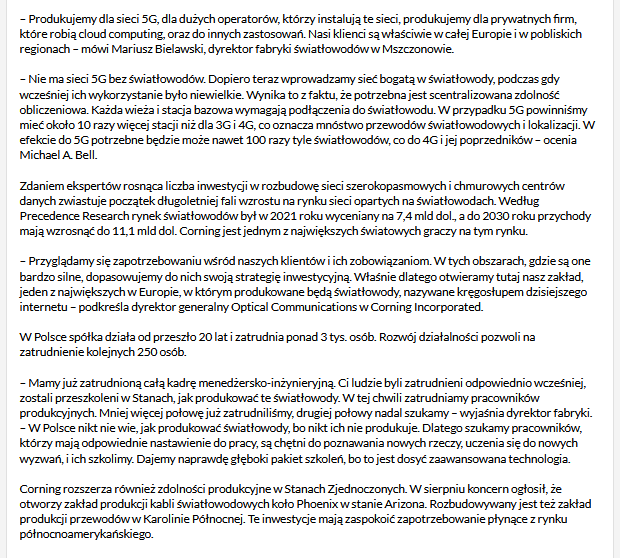 – Produkujemy dla sieci 5G, dla dużych operatorów, którzy instalują te sieci, produkujemy dla prywatnych firm,
które robią cloud computing, oraz do innych zastosowań. Nasi klienci są właściwie w całej Europie i w pobliskich
regionach – mówi Mariusz Bielawski, dyrektor fabryki światłowodów w Mszczonowie.

– Nie ma sieci 5G bez światłowodów. Dopiero teraz wprowadzamy sieć bogatą w światłowody, podczas gdy
wcześniej ich wykorzystanie było niewielkie. Wynika to z faktu, że potrzebna jest scentralizowana zdolność
obliczeniowa. Każda wieża i stacja bazowa wymagają podłączenia do światłowodu. W przypadku 5G powinniśmy
mieć około 10 razy więcej stacji niż dla 3G i 4G, co oznacza mnóstwo przewodów światłowodowych i lokalizacji. W
efekcie do 5G potrzebne będzie może nawet 100 razy tyle światłowodów, co do 4G i jej poprzedników – ocenia
Michael A. Bell.

Zdaniem ekspertów rosnąca liczba inwestycji w rozbudowę sieci szerokopasmowych i chmurowych centrów
danych zwiastuje początek długoletniej fali wzrostu na rynku sieci opartych na światłowodach. Według
Precedence Research rynek światłowodów był w 2021 roku wyceniany na 7,4 mld dol., a do 2030 roku przychody
mają wzrosnąć do 11,1 mld dol. Corning jest jednym z największych światowych graczy na tym rynku.

– Przyglądamy się zapotrzebowaniu wśród naszych klientów i ich zobowiązaniom. W tych obszarach, gdzie są one
bardzo silne, dopasowujemy do nich swoją strategię inwestycyjną. Właśnie dlatego otwieramy tutaj nasz zakład,
jeden z największych w Europie, w którym produkowane będą światłowody, nazywane kręgosłupem dzisiejszego
internetu – podkreśla dyrektor generalny Optical Communications w Corning Incorporated.

W Polsce spółka działa od przeszło 20 lat i zatrudnia ponad 3 tys. osób. Rozwój działalności pozwoli na
zatrudnienie kolejnych 250 osób.

– Mamy już zatrudnioną całą kadrę menedżersko-inżynieryjną. Ci ludzie byli zatrudnieni odpowiednio wcześniej,
zostali przeszkoleni w Stanach, jak produkować te światłowody. W tej chwili zatrudniamy pracowników
produkcyjnych. Mniej więcej połowę już zatrudniliśmy, drugiej połowy nadal szukamy – wyjaśnia dyrektor fabryki.
– W Polsce nikt nie wie, jak produkować światłowody, bo nikt ich nie produkuje. Dlatego szukamy pracowników,
którzy mają odpowiednie nastawienie do pracy, są chętni do poznawania nowych rzeczy, uczenia się do nowych
wyzwań, i ich szkolimy. Dajemy naprawdę głęboki pakiet szkoleń, bo to jest dosyć zaawansowana technologia.

Corning rozszerza również zdolności produkcyjne w Stanach Zjednoczonych. W sierpniu koncern ogłosił, że
otworzy zakład produkcji kabli światłowodowych koło Phoenix w stanie Arizona. Rozbudowywany jest też zakład
produkcji przewodów w Karolinie Północnej. Te inwestycje mają zaspokoić zapotrzebowanie płynące z rynku
północnoamerykańskiego.